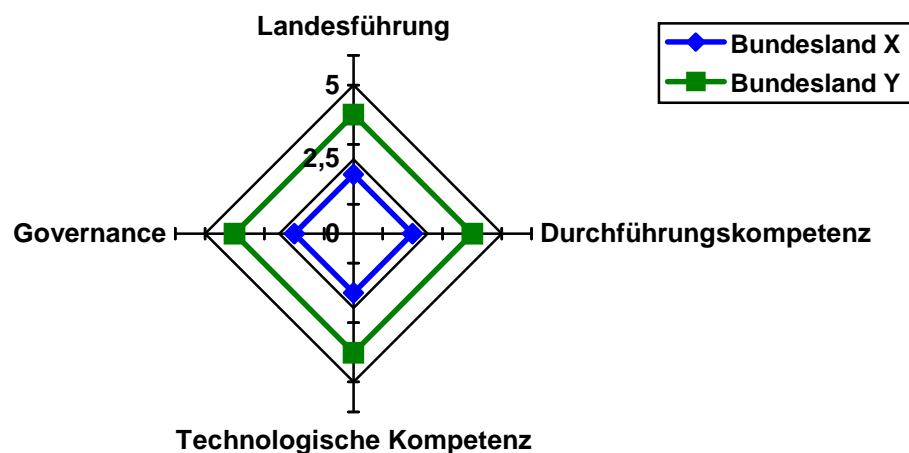 Landesführung
Bundesland X
Bundesland Y
5
2,5
Governance
0
Durchführungskompetenz
Technologische Kompetenz